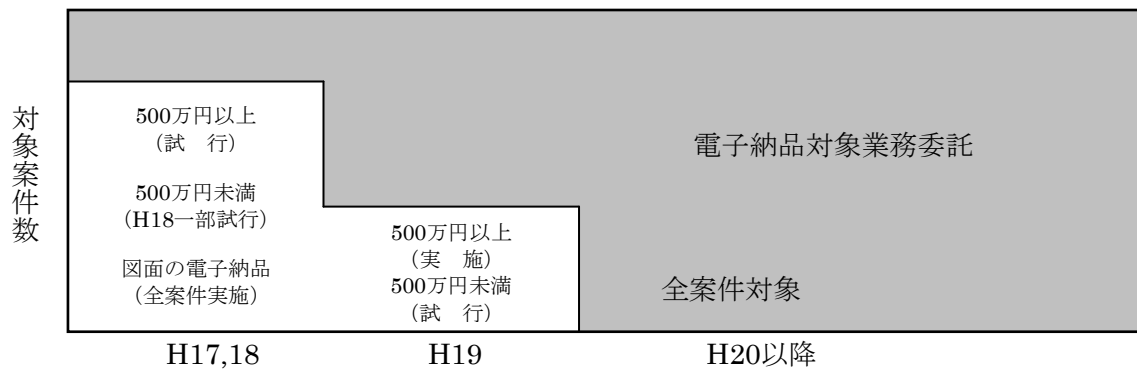 対象案件数
500万円以上
（試　行）
500万円未満
（H18一部試行）
図面の電子納品
（全案件実施）
500万円以上
（実　施）
500万円未満
（試　行）
電子納品対象業務委託
全案件対象
H17,18
H19
H20以降